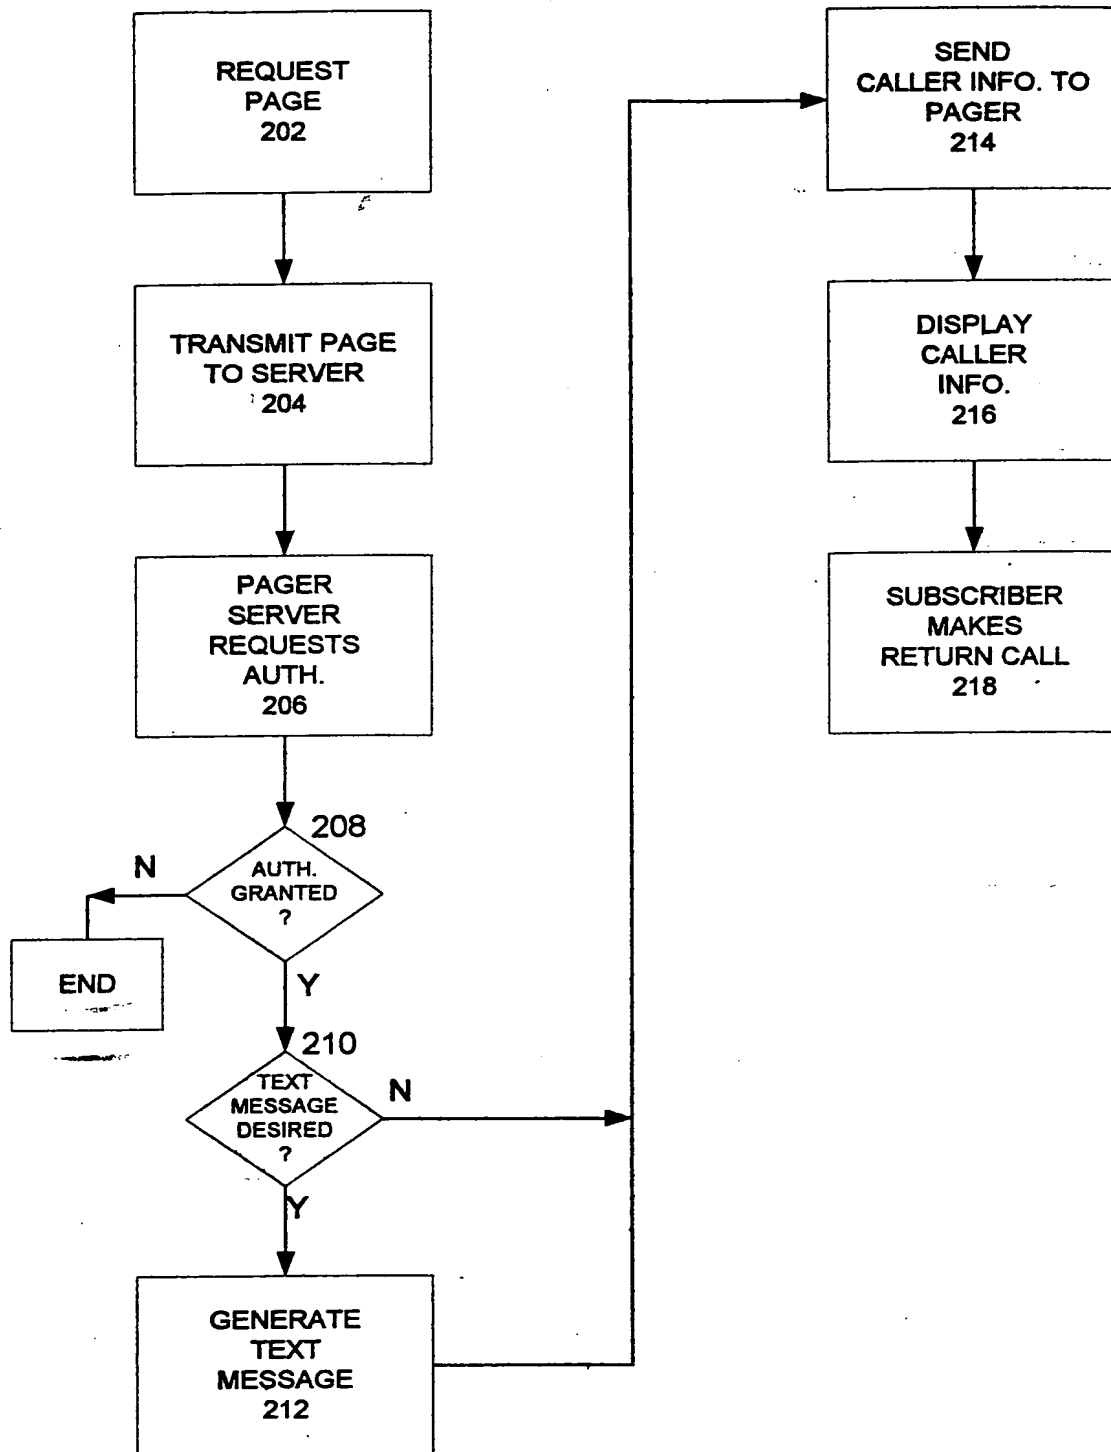 REQUEST
PAGE
202
TRANSMIT PAGE
TO SERVER
204
PAGER
SERVER
REQUESTS
AUTH.
206
208
N
AUTH.
GRANTED
?
END
Y
210
TEXT
MESSAGE
DESIRED
?
N
Y
GENERATE
TEXT
MESSAGE
212
SEND
CALLER INFO. TO
PAGER
214
DISPLAY
CALLER
INFO.
216
SUBSCRIBER
MAKES
RETURN CALL
218